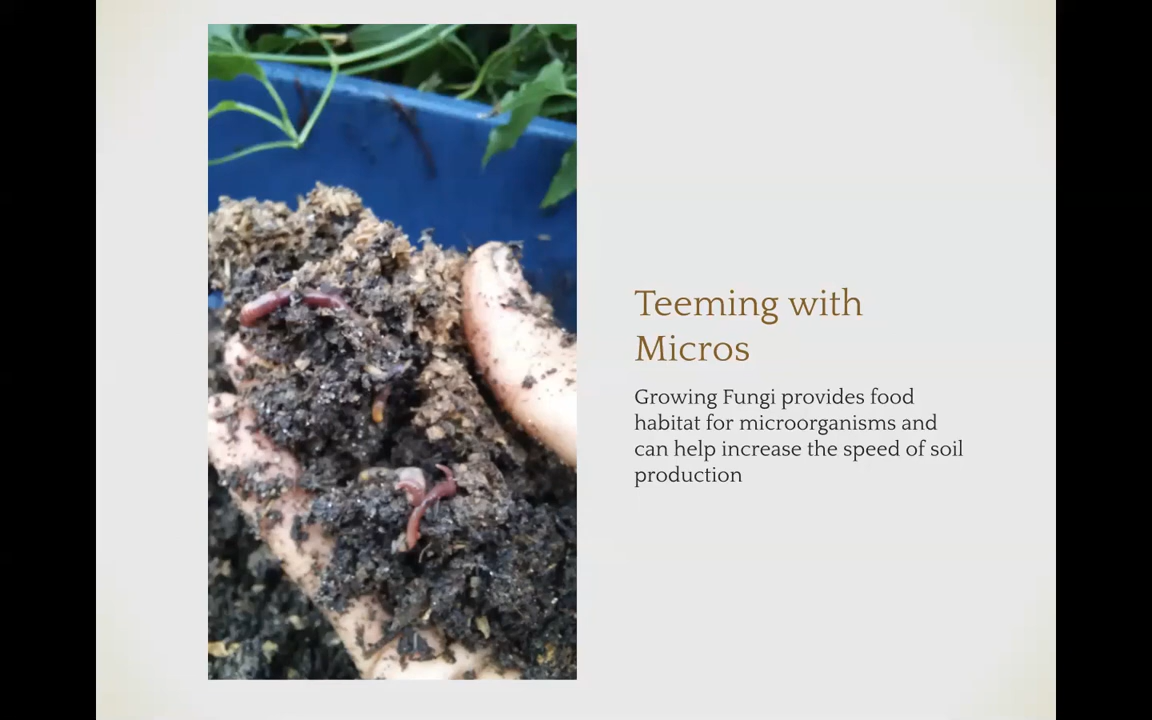 Teeming with
Micros
Growing Fungi provides food
habitat for microorganisms and
can help increase the speed of soil
production